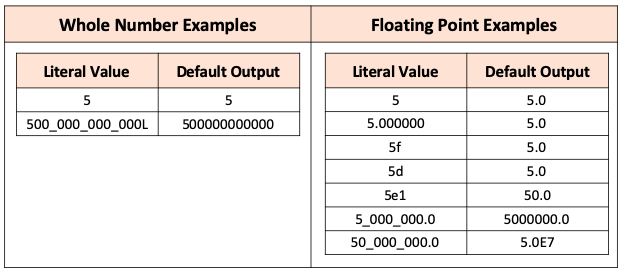 Whole Number Examples
Literal Value Default Output
5 5
500_000_000_000L 500000000000
Floating Point Examples
Literal Value Default Output
5 5.0
5.000000 5.0
5f 5.0
5d 5.0
5e1 50.0
5_000_000.0 5000000.0
50_000_000.0 5.0E7